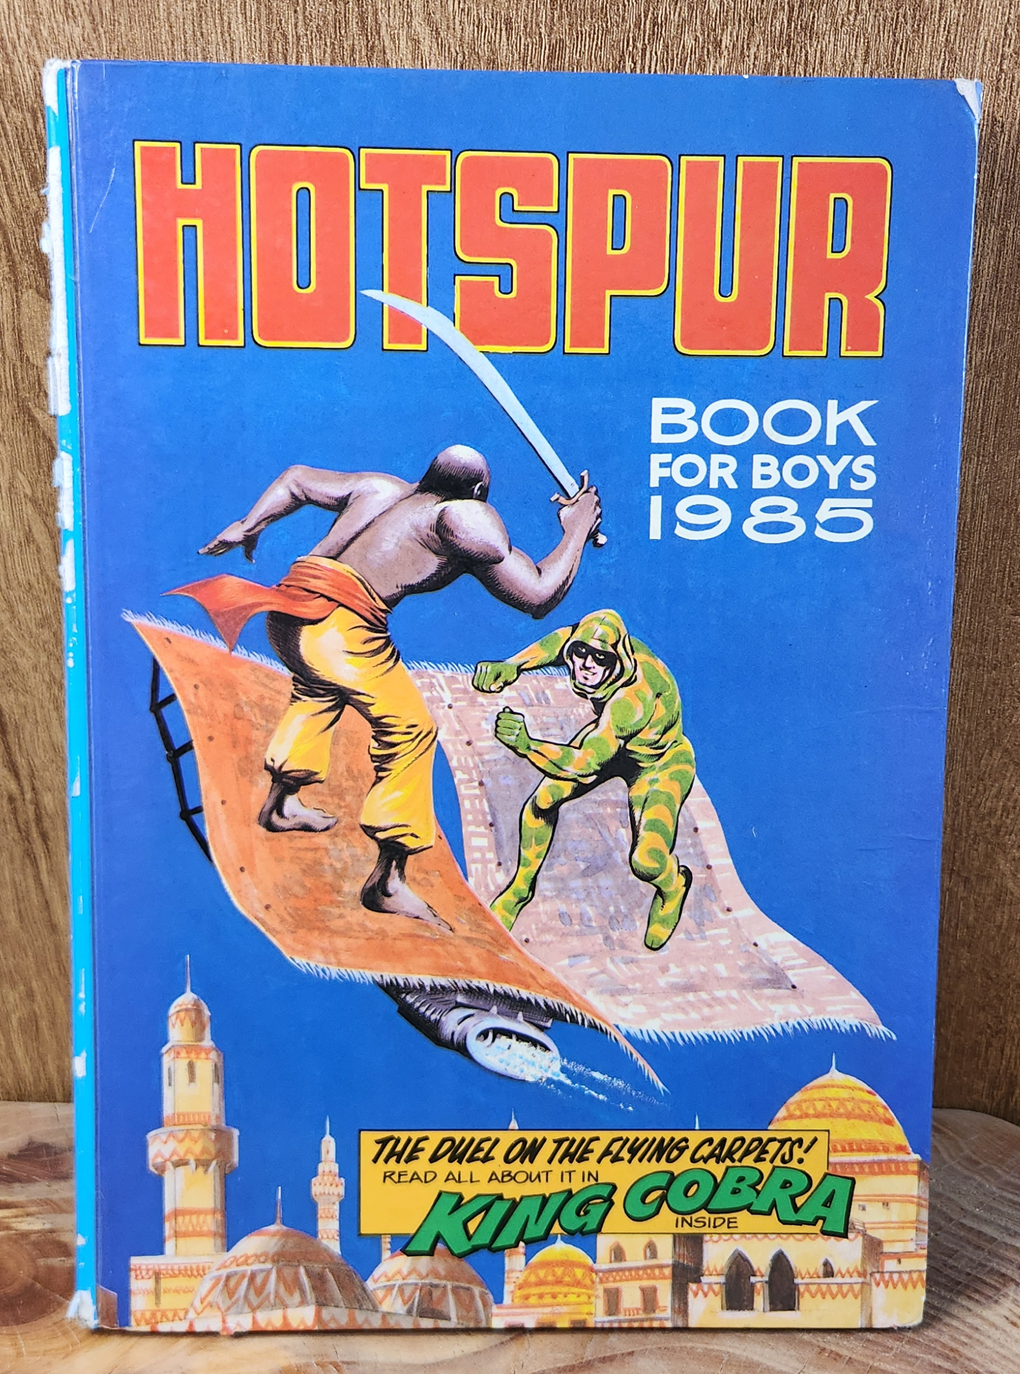 HOTSPUR
BOOK
FOR BOYS
1985
THE DUEL ON THE FLYING CARPETS!
READ ALL ABOUT IT IN
KING COBRA
INSIDE